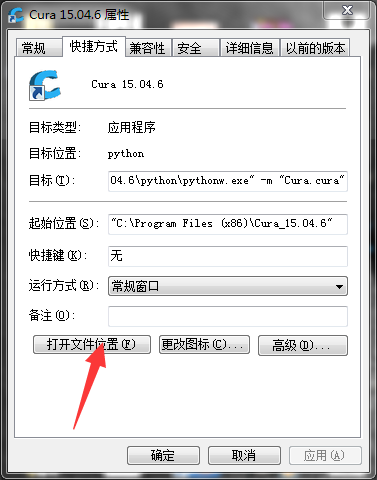 Cura 15.04.6 属性
常规 快捷方式 兼容性 安全 详细信息 以前的版本
Cura 15.04.6
目标类型: 应用程序
目标位置: python
目标(T): 04.6\python\pythonw.exe" -m "Cura.cura"
起始位置(S): "C:\Program Files (x86)\Cura_15.04.6"
快捷键(K): 无
运行方式(R): 常规窗口
备注(O):
打开文件位置(F) 更改图标(C)... 高级(D)...
确定 取消 应用(A)